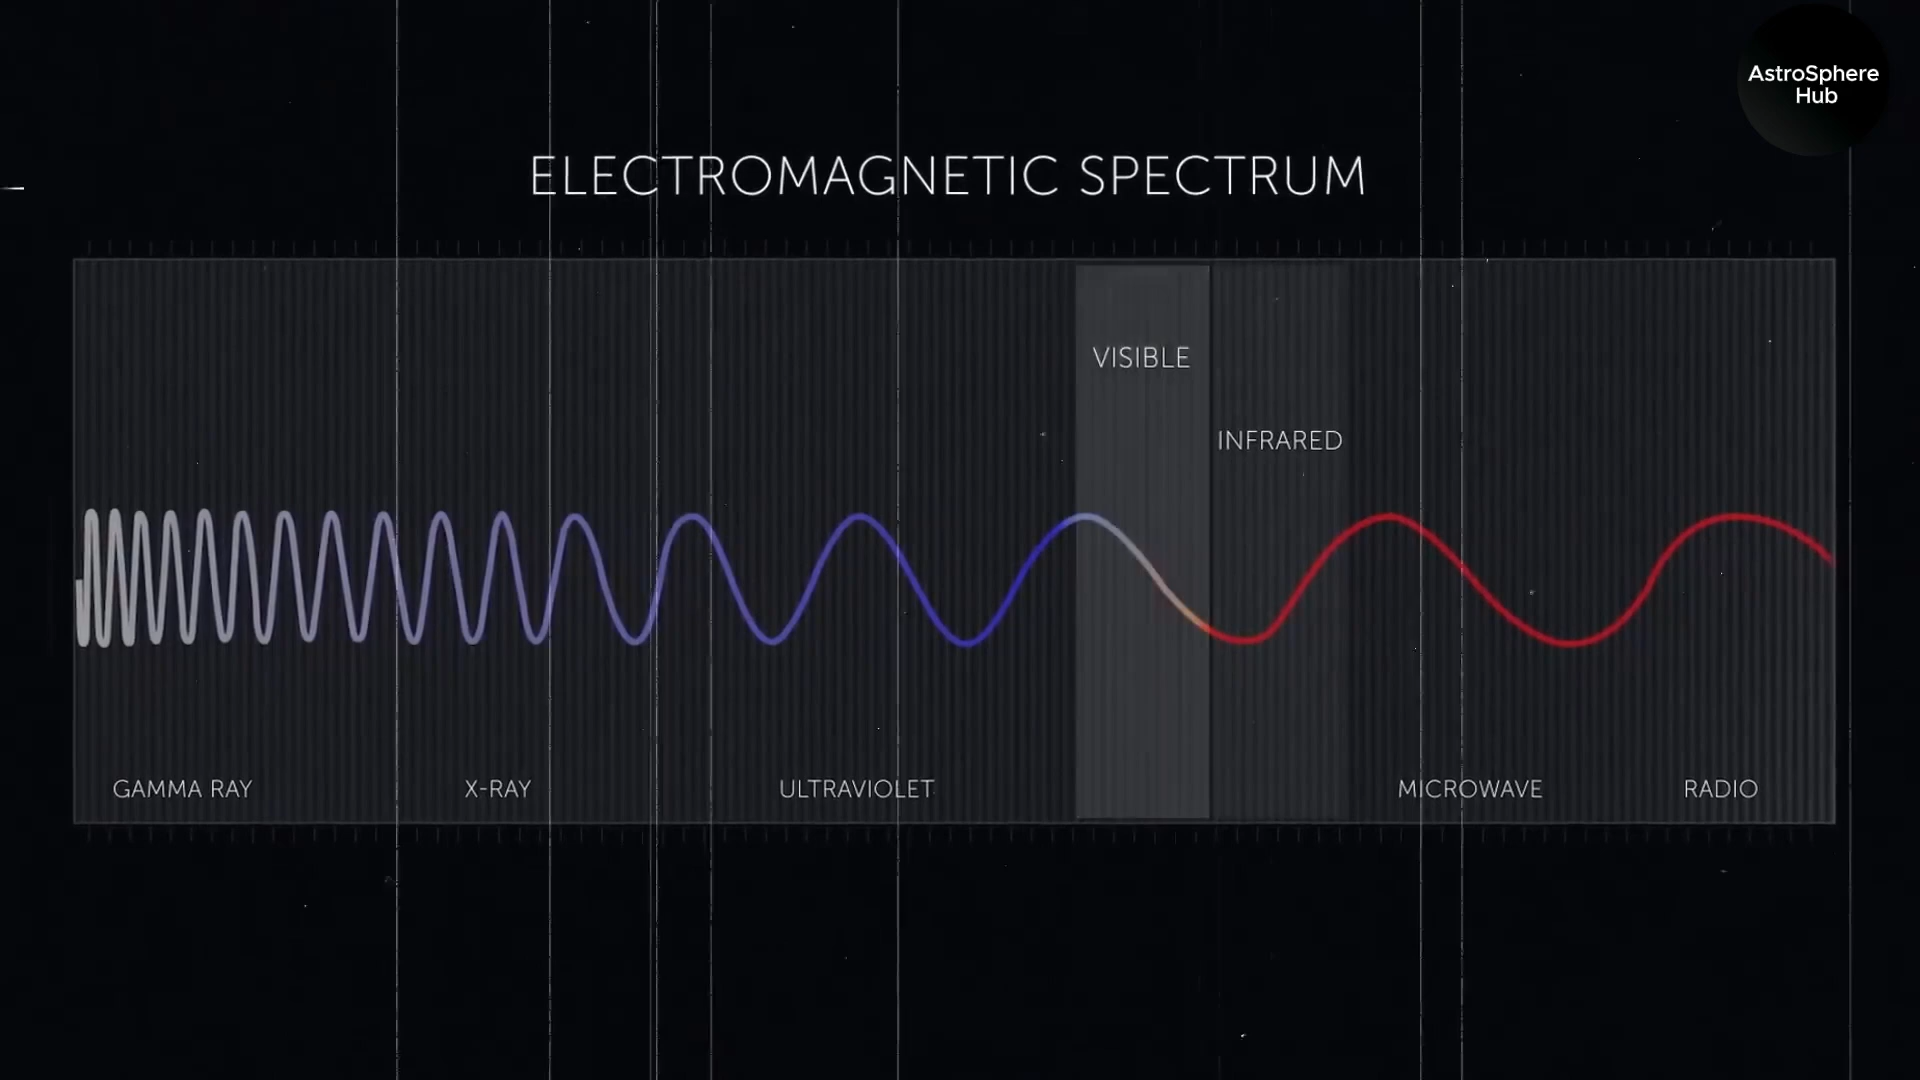 AstroSphere
Hub
ELECTROMAGNETIC SPECTRUM
VISIBLE
INFRARED
GAMMA RAY
X-RAY
ULTRAVIOLET
MICROWAVE
RADIO